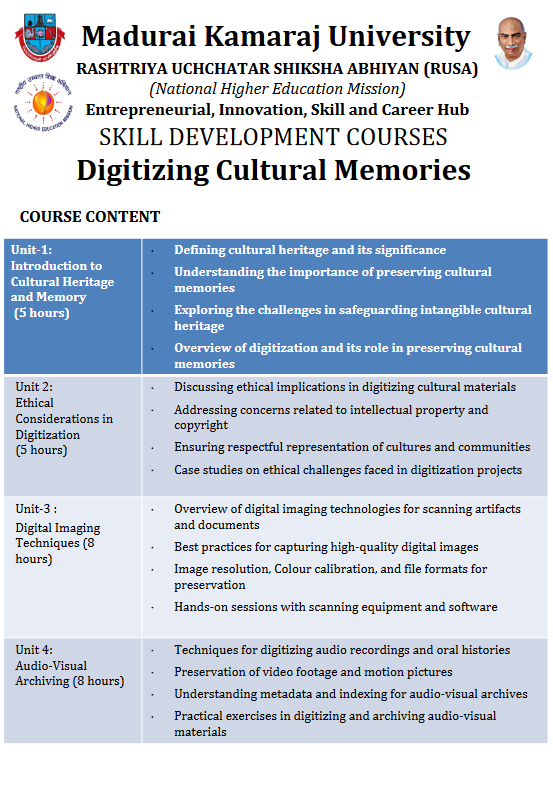 Madurai Kamaraj University
RASHTRIYA UCHCHATAR SHIKSHA ABHIYAN (RUSA)
(National Higher Education Mission)
Entrepreneurial, Innovation, Skill and Career Hub
SKILL DEVELOPMENT COURSES
Digitizing Cultural Memories
COURSE CONTENT
Unit-1:
Introduction to
Cultural Heritage
and Memory
(5 hours)
· Defining cultural heritage and its significance
· Understanding the importance of preserving cultural
memories
· Exploring the challenges in safeguarding intangible cultural
heritage
· Overview of digitization and its role in preserving cultural
memories
Unit 2:
Ethical
Considerations in
Digitization
(5 hours)
· Discussing ethical implications in digitizing cultural materials
· Addressing concerns related to intellectual property and
copyright
· Ensuring respectful representation of cultures and communities
· Case studies on ethical challenges faced in digitization projects
Unit-3 :
Digital Imaging
Techniques (8
hours)
· Overview of digital imaging technologies for scanning artifacts
and documents
· Best practices for capturing high-quality digital images
· Image resolution, Colour calibration, and file formats for
preservation
· Hands-on sessions with scanning equipment and software
Unit 4:
Audio-Visual
Archiving (8 hours)
· Techniques for digitizing audio recordings and oral histories
· Preservation of video footage and motion pictures
· Understanding metadata and indexing for audio-visual archives
· Practical exercises in digitizing and archiving audio-visual
materials